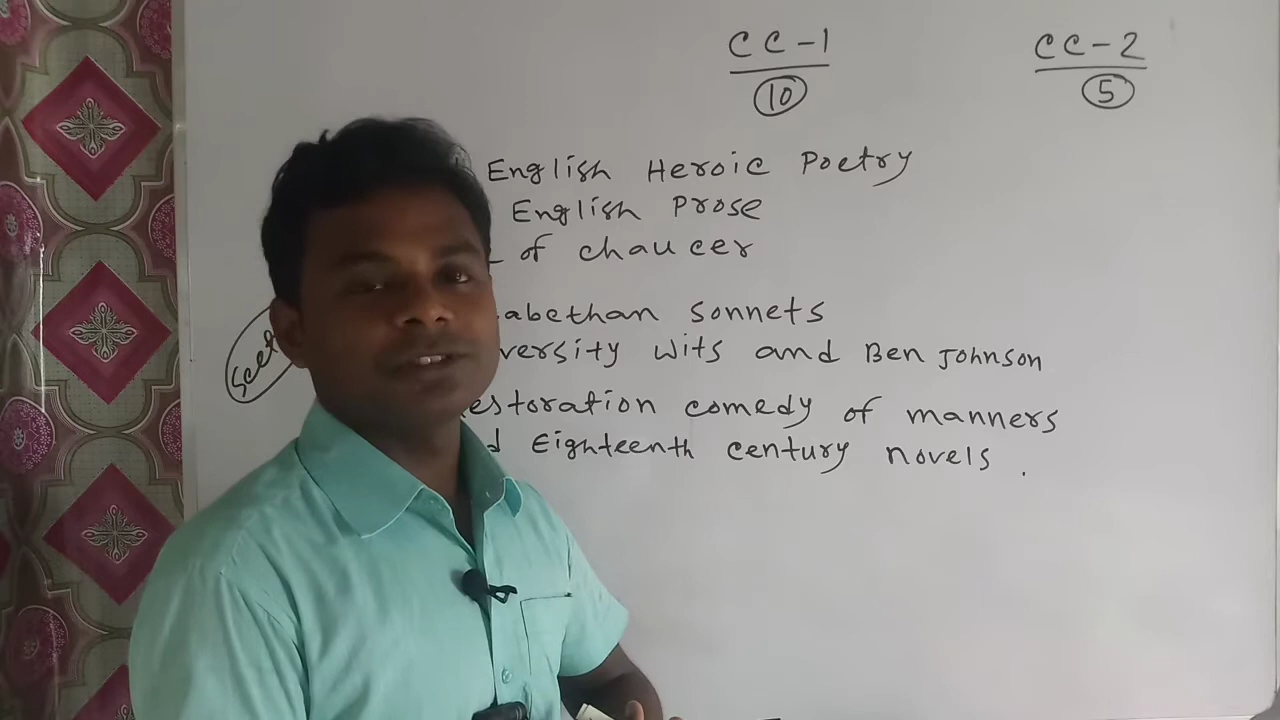 CC-1 CC-2
10 5
English Heroic Poetry
English Prose
of chaucer
abethan Sonnets
versity Wits and Ben Johnson
estoration comedy of manners
d Eighteenth century novels.